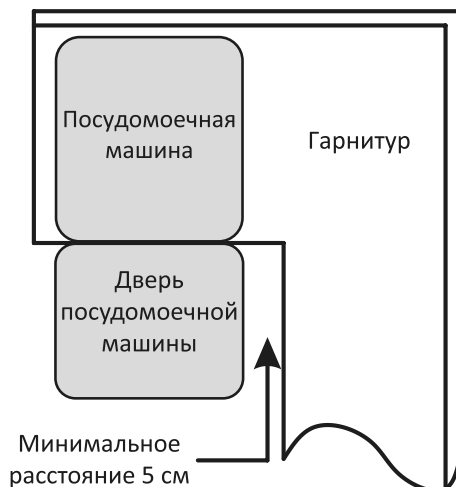 Посудомоечная
машина
Гарнитур
Дверь
посудомоечной
машины
Минимальное
расстояние 5 см